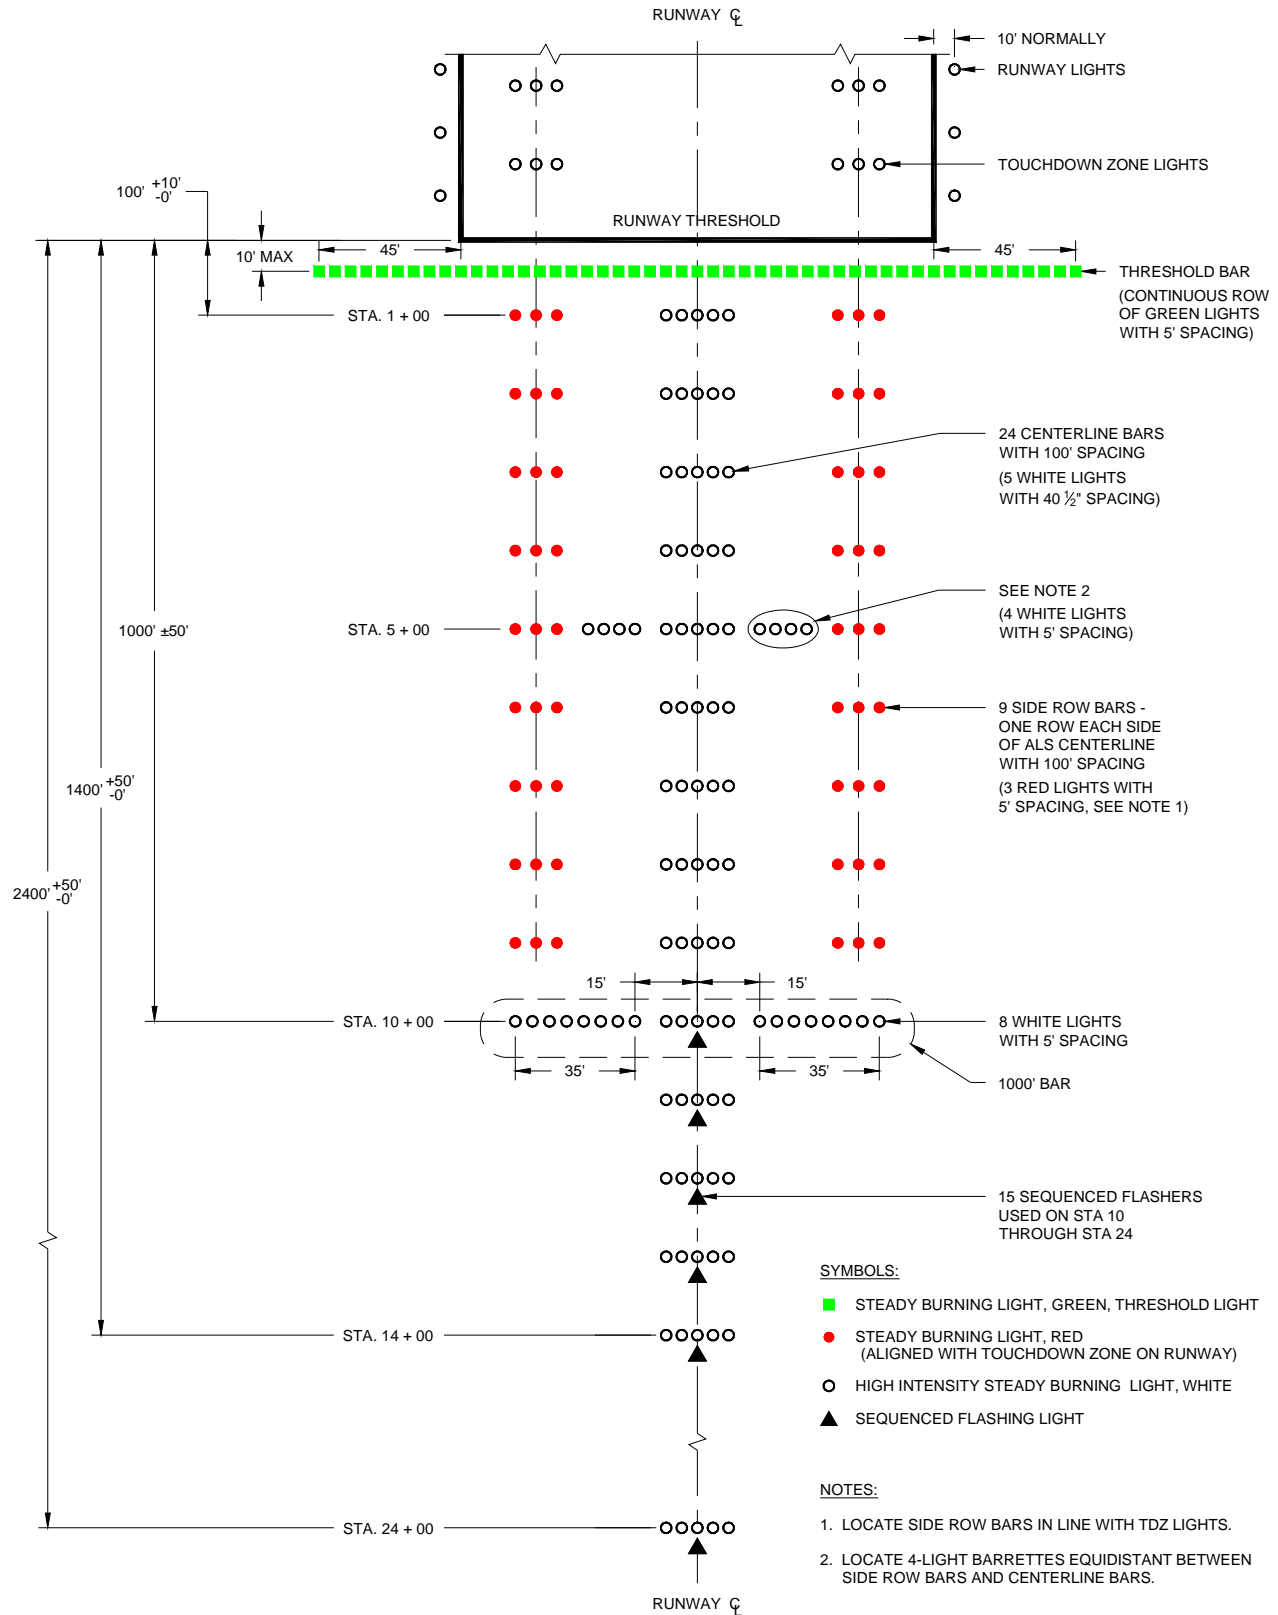 RUNWAY ℄
10' NORMALLY
RUNWAY LIGHTS
TOUCHDOWN ZONE LIGHTS
100' +10' -0'
RUNWAY THRESHOLD
10' MAX
45'
45'
THRESHOLD BAR
(CONTINUOUS ROW
OF GREEN LIGHTS
WITH 5' SPACING)
STA. 1 + 00
24 CENTERLINE BARS
WITH 100' SPACING
(5 WHITE LIGHTS
WITH 40 ½" SPACING)
SEE NOTE 2
(4 WHITE LIGHTS
WITH 5' SPACING)
1000' ±50'
STA. 5 + 00
9 SIDE ROW BARS -
ONE ROW EACH SIDE
OF ALS CENTERLINE
WITH 100' SPACING
(3 RED LIGHTS WITH
5' SPACING, SEE NOTE 1)
1400' +50' -0'
2400' +50' -0'
15'
15'
STA. 10 + 00
8 WHITE LIGHTS
WITH 5' SPACING
35'
35'
1000' BAR
15 SEQUENCED FLASHERS
USED ON STA 10
THROUGH STA 24
SYMBOLS:
STEADY BURNING LIGHT, GREEN, THRESHOLD LIGHT
STEADY BURNING LIGHT, RED
(ALIGNED WITH TOUCHDOWN ZONE ON RUNWAY)
HIGH INTENSITY STEADY BURNING LIGHT, WHITE
SEQUENCED FLASHING LIGHT
STA. 14 + 00
NOTES:
1. LOCATE SIDE ROW BARS IN LINE WITH TDZ LIGHTS.
2. LOCATE 4-LIGHT BARRETTES EQUIDISTANT BETWEEN
SIDE ROW BARS AND CENTERLINE BARS.
STA. 24 + 00
RUNWAY ℄